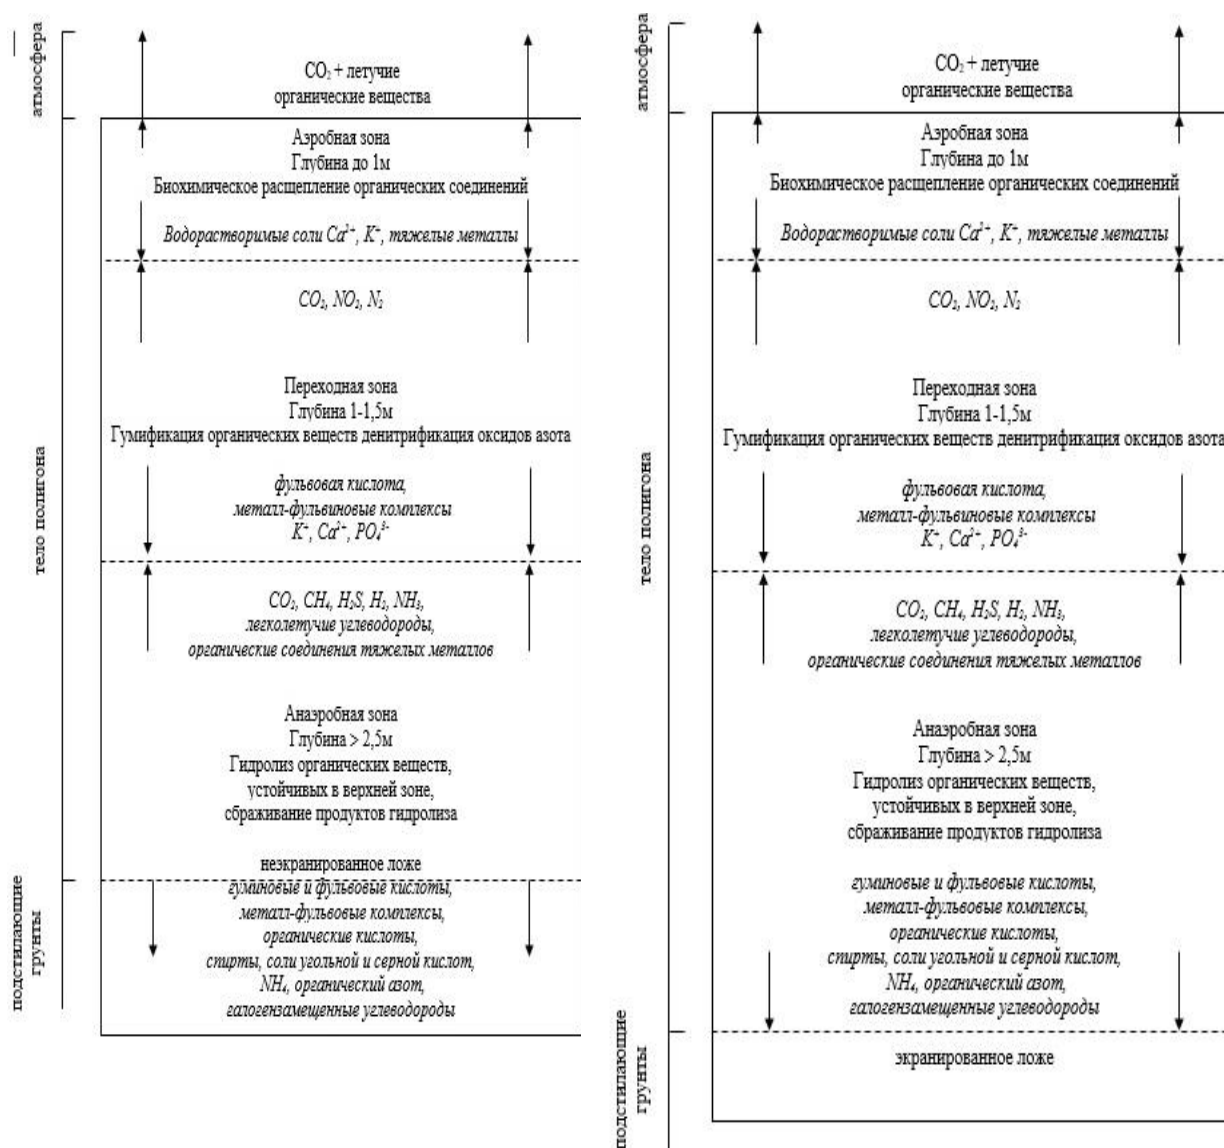 атмосфера
CO₂ + летучие
органические вещества
Аэробная зона
Глубина до 1м
Биохимическое расщепление органических соединений
Водорастворимые соли Ca²⁺, K⁺, тяжелые металлы
CO₂, NO₂, N₂
тело полигона
Переходная зона
Глубина 1-1,5м
Гумификация органических веществ денитрификация оксидов азота
фульвовая кислота,
металл-фульвиновые комплексы
K⁺, Ca²⁺, PO₄³⁻
CO₂, CH₄, H₂S, H₂, NH₃,
легколетучие углеводороды,
органические соединения тяжелых металлов
Анаэробная зона
Глубина > 2,5м
Гидролиз органических веществ,
устойчивых в верхней зоне,
сбраживание продуктов гидролиза
неэкранированное ложе
подстилающие
грунты
гуминовые и фульвовые кислоты,
металл-фульвовые комплексы,
органические кислоты,
спирты, соли угольной и серной кислот,
NH₄, органический азот,
галогензамещенные углеводороды
атмосфера
CO₂ + летучие
органические вещества
Аэробная зона
Глубина до 1м
Биохимическое расщепление органических соединений
Водорастворимые соли Ca²⁺, K⁺, тяжелые металлы
CO₂, NO₂, N₂
тело полигона
Переходная зона
Глубина 1-1,5м
Гумификация органических веществ денитрификация оксидов азота
фульвовая кислота,
металл-фульвиновые комплексы
K⁺, Ca²⁺, PO₄³⁻
CO₂, CH₄, H₂S, H₂, NH₃,
легколетучие углеводороды,
органические соединения тяжелых металлов
Анаэробная зона
Глубина > 2,5м
Гидролиз органических веществ,
устойчивых в верхней зоне,
сбраживание продуктов гидролиза
гуминовые и фульвовые кислоты,
металл-фульвовые комплексы,
органические кислоты,
спирты, соли угольной и серной кислот,
NH₄, органический азот,
галогензамещенные углеводороды
подстилающие
грунты
экранированное ложе